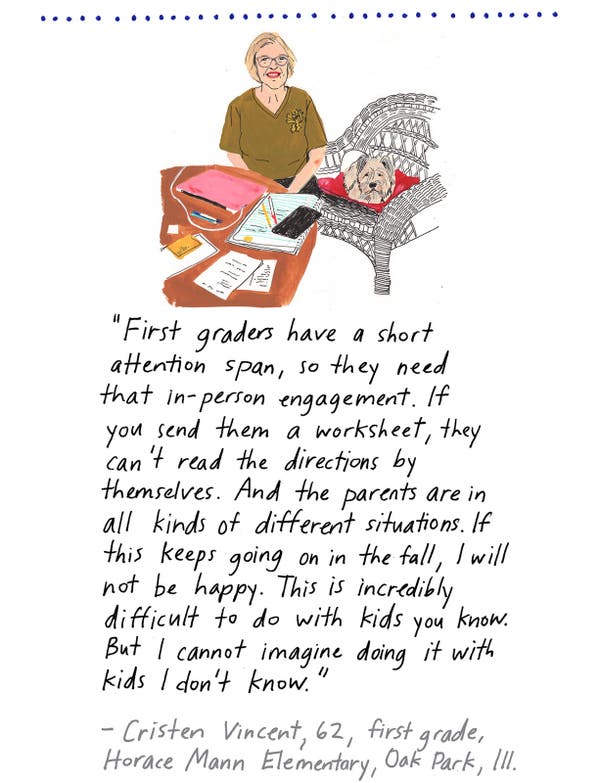 "First graders have a short
attention span, so they need
that in-person engagement. If
you send them a worksheet, they
can't read the directions by
themselves. And the parents are in
all kinds of different situations. If
this keeps going on in the fall, I will
not be happy. This is incredibly
difficult to do with kids you know.
But I cannot imagine doing it with
kids I don't know."
– Cristen Vincent, 62, first grade,
Horace Mann Elementary, Oak Park, Ill.